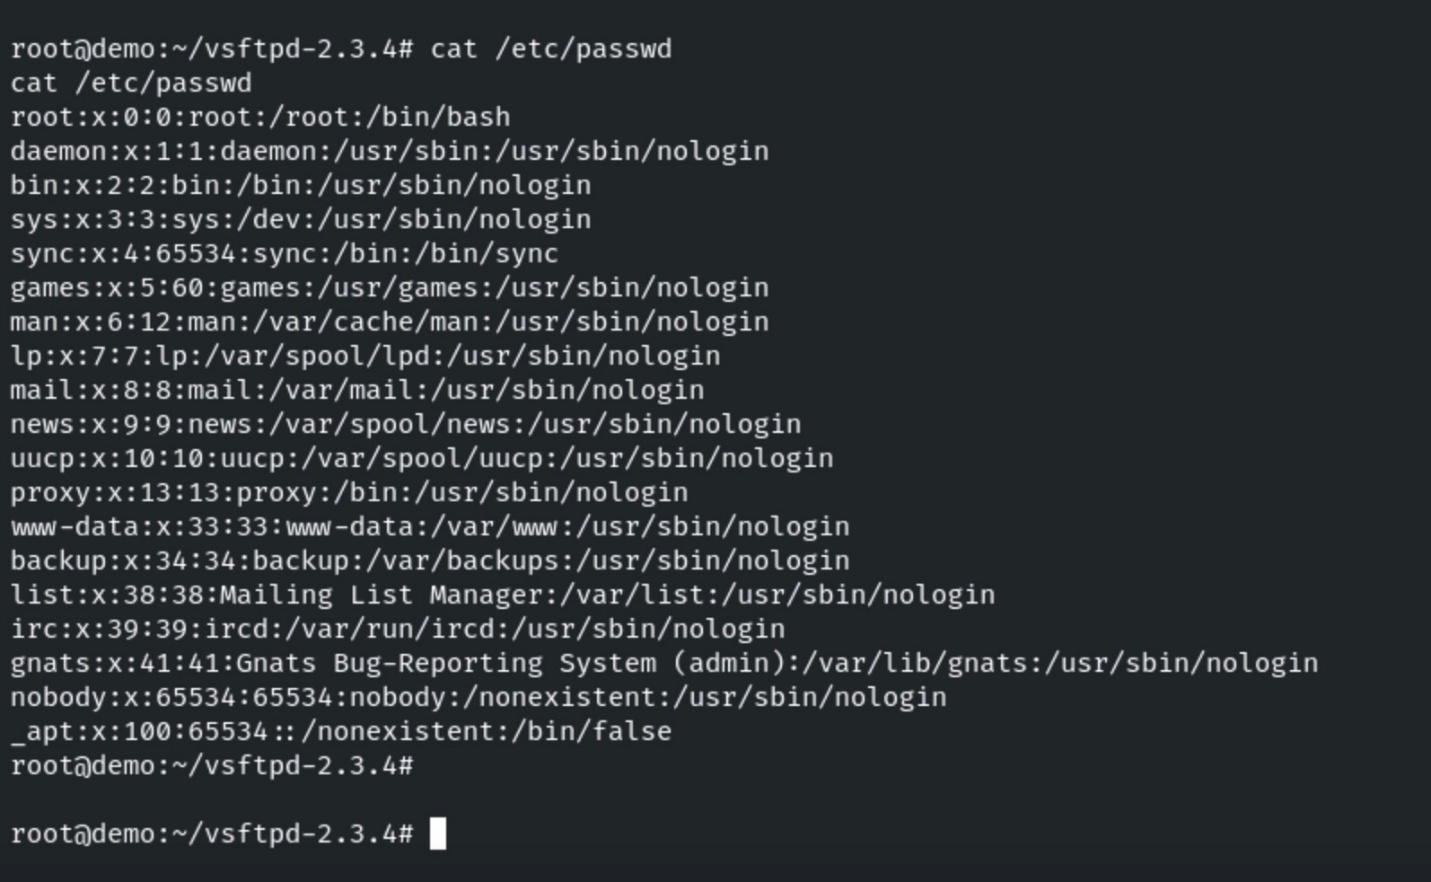 root@demo:~/vsftpd-2.3.4# cat /etc/passwd
cat /etc/passwd
root:x:0:0:root:/root:/bin/bash
daemon:x:1:1:daemon:/usr/sbin:/usr/sbin/nologin
bin:x:2:2:bin:/bin:/usr/sbin/nologin
sys:x:3:3:sys:/dev:/usr/sbin/nologin
sync:x:4:65534:sync:/bin:/bin/sync
games:x:5:60:games:/usr/games:/usr/sbin/nologin
man:x:6:12:man:/var/cache/man:/usr/sbin/nologin
lp:x:7:7:lp:/var/spool/lpd:/usr/sbin/nologin
mail:x:8:8:mail:/var/mail:/usr/sbin/nologin
news:x:9:9:news:/var/spool/news:/usr/sbin/nologin
uucp:x:10:10:uucp:/var/spool/uucp:/usr/sbin/nologin
proxy:x:13:13:proxy:/bin:/usr/sbin/nologin
www-data:x:33:33:www-data:/var/www:/usr/sbin/nologin
backup:x:34:34:backup:/var/backups:/usr/sbin/nologin
list:x:38:38:Mailing List Manager:/var/list:/usr/sbin/nologin
irc:x:39:39:ircd:/var/run/ircd:/usr/sbin/nologin
gnats:x:41:41:Gnats Bug-Reporting System (admin):/var/lib/gnats:/usr/sbin/nologin
nobody:x:65534:65534:nobody:/nonexistent:/usr/sbin/nologin
_apt:x:100:65534::/nonexistent:/bin/false
root@demo:~/vsftpd-2.3.4#
root@demo:~/vsftpd-2.3.4#